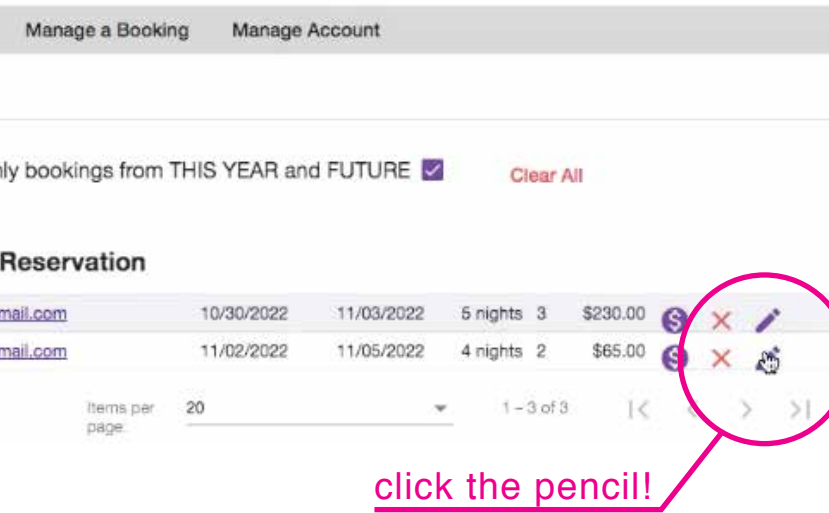 Manage a Booking Manage Account
bookings from THIS YEAR and FUTURE Clear All
Reservation
mail.com 10/30/2022 11/03/2022 5 nights 3 $230.00 $
mail.com 11/02/2022 11/05/2022 4 nights 2 $65.00 $
Items per page: 20 1 – 3 of 3
click the pencil!